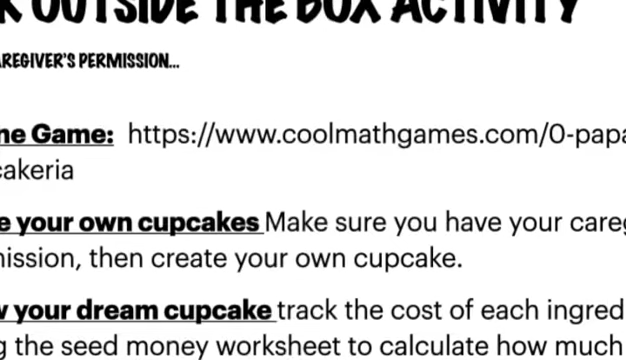 K OUTSIDE THE BOX ACTIVITY
AREGIVER'S PERMISSION...
ne Game: https://www.coolmathgames.com/0-papa
cakeria
e your own cupcakes Make sure you have your careg
nission, then create your own cupcake.
w your dream cupcake track the cost of each ingred
g the seed money worksheet to calculate how much